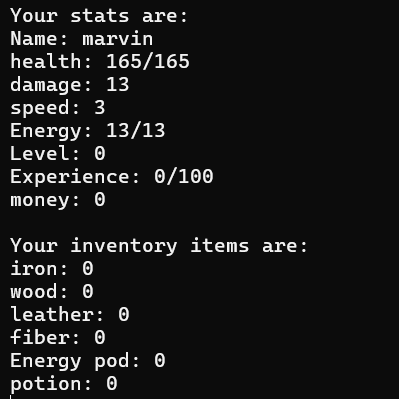 Your stats are:
Name: marvin
health: 165/165
damage: 13
speed: 3
Energy: 13/13
Level: 0
Experience: 0/100
money: 0

Your inventory items are:
iron: 0
wood: 0
leather: 0
fiber: 0
Energy pod: 0
potion: 0